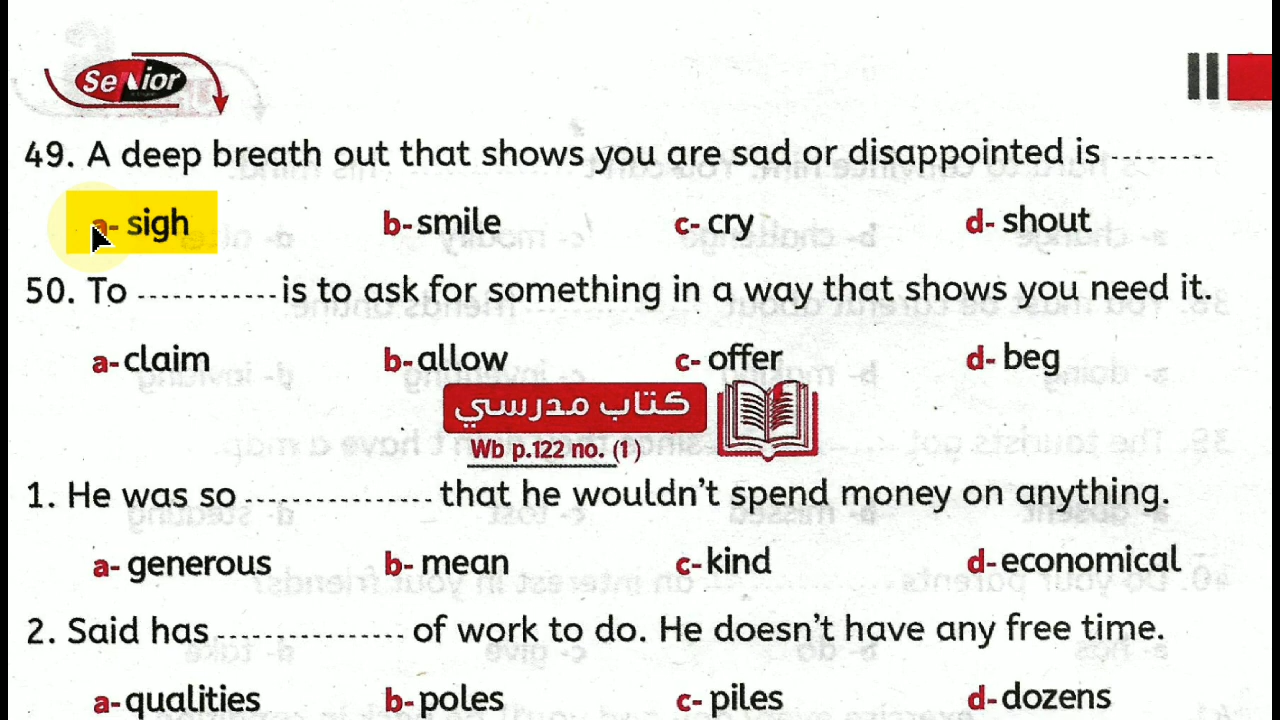 Senior
49. A deep breath out that shows you are sad or disappointed is ---------
a- sigh b- smile c- cry d- shout
50. To ------------ is to ask for something in a way that shows you need it.
a- claim b- allow c- offer d- beg
كتاب مدرسي
Wb p.122 no. (1)
1. He was so ---------------- that he wouldn't spend money on anything.
a- generous b- mean c- kind d- economical
2. Said has ---------------- of work to do. He doesn't have any free time.
a- qualities b- poles c- piles d- dozens